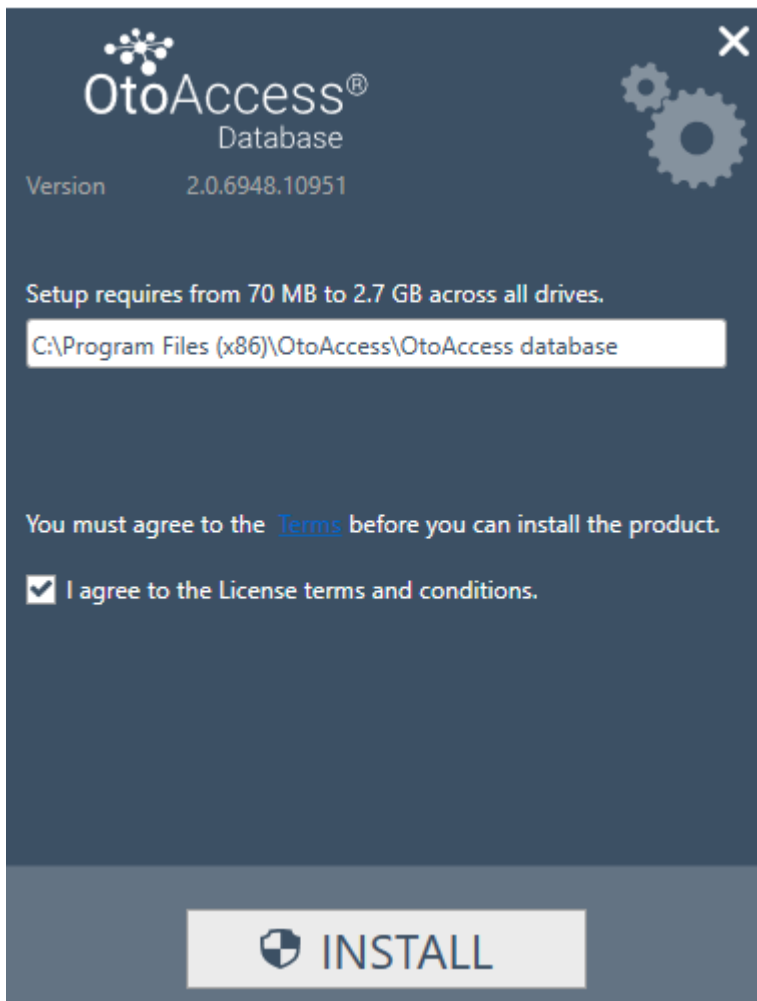 OtoAccess®
Database
Version 2.0.6948.10951
Setup requires from 70 MB to 2.7 GB across all drives.
C:\Program Files (x86)\OtoAccess\OtoAccess database
You must agree to the Terms before you can install the product.
I agree to the License terms and conditions.
INSTALL